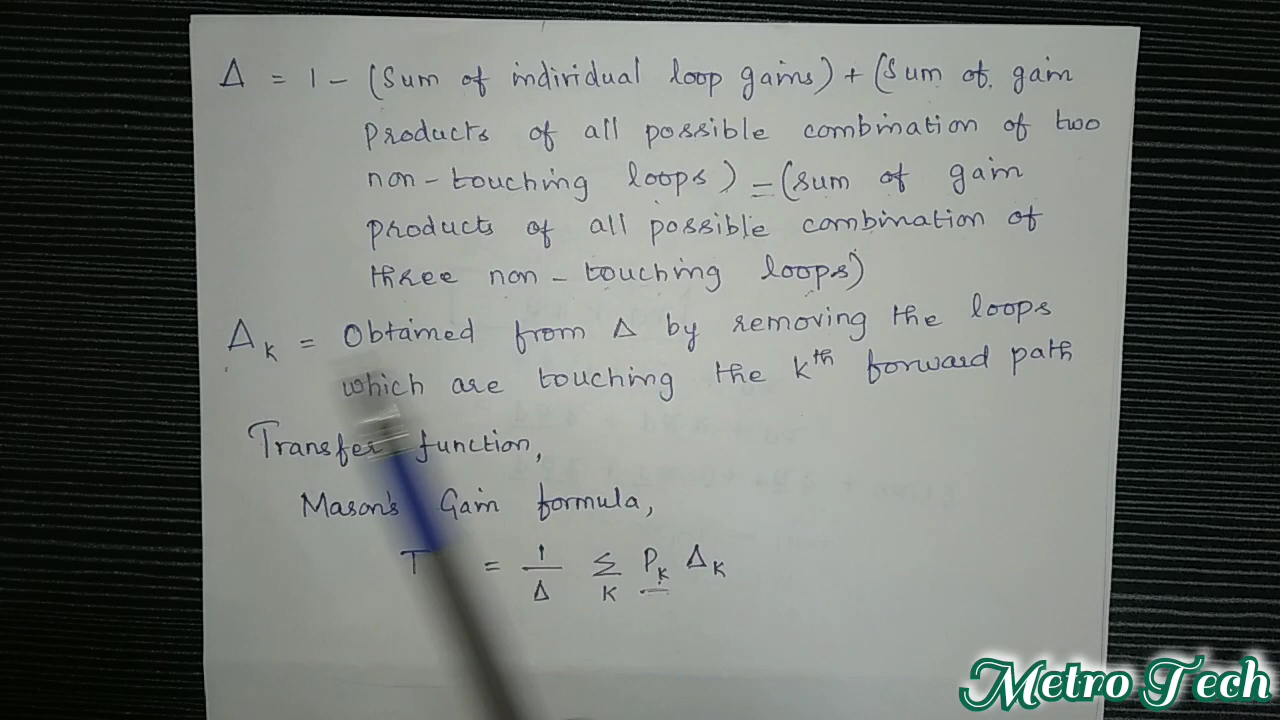 Δ = 1 - (Sum of individual loop gains) + (Sum of gain
products of all possible combination of two
non-touching loops) - (sum of gain
products of all possible combination of
three non-touching loops)
ΔK = Obtained from Δ by removing the loops
which are touching the Kth forward path
Transfer function,
Mason's Gain formula,
T = 1/Δ Σ_K P_K Δ_K
Metro Tech